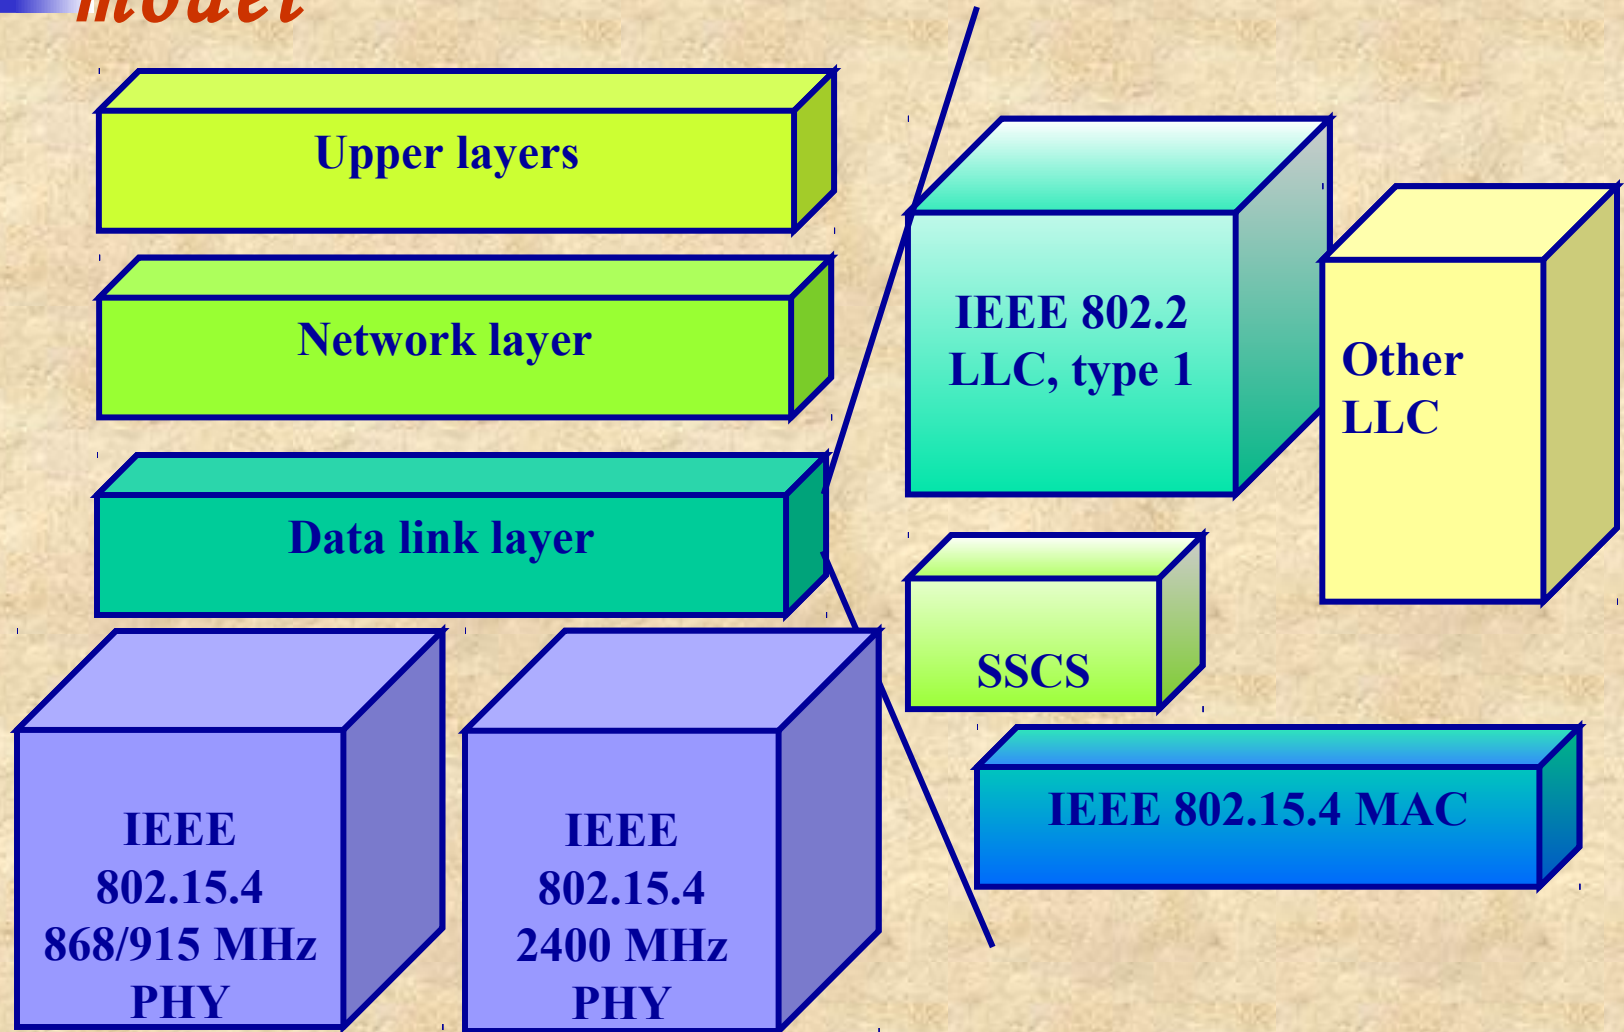 model
Upper layers
Network layer
Data link layer
IEEE
802.15.4
868/915 MHz
PHY
IEEE
802.15.4
2400 MHz
PHY
IEEE 802.2
LLC, type 1
Other
LLC
SSCS
IEEE 802.15.4 MAC